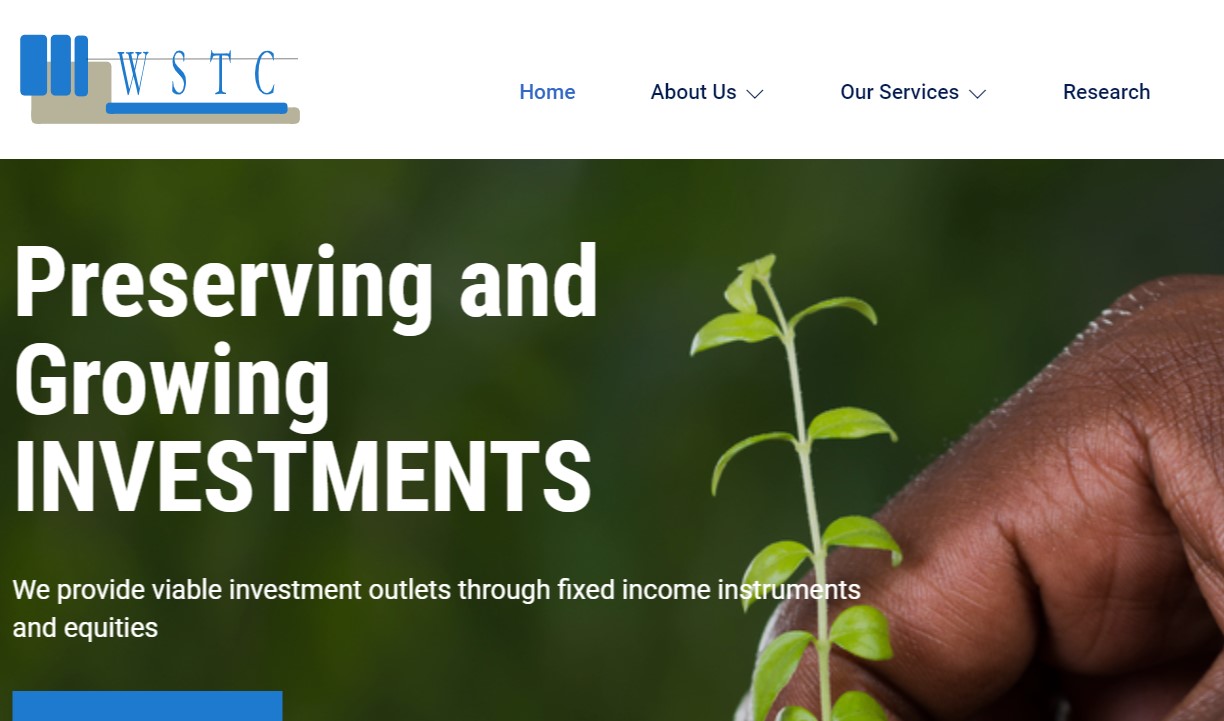 WSTC
Home
About Us
Our Services
Research
Preserving and
Growing
INVESTMENTS
We provide viable investment outlets through fixed income instruments
and equities